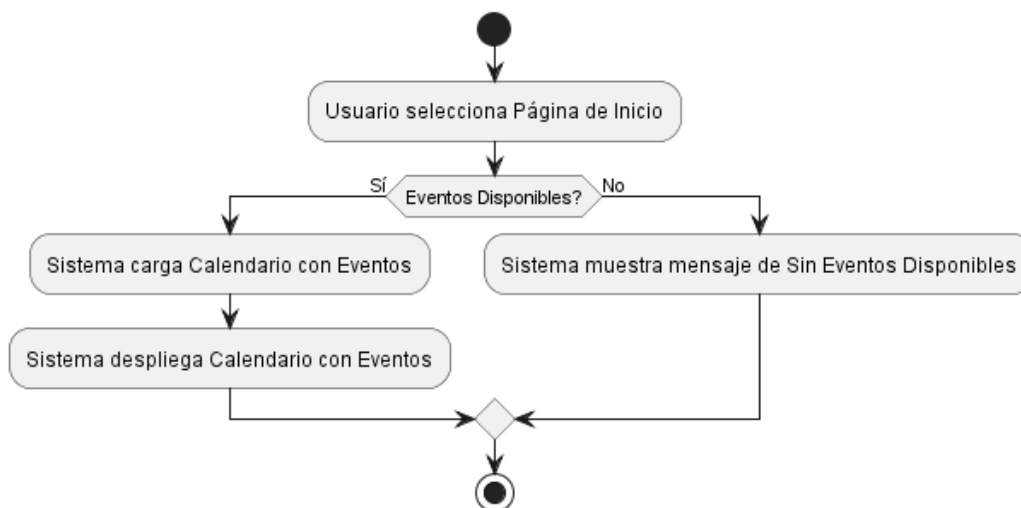 Usuario selecciona Página de Inicio
Sí
Eventos Disponibles?
No
Sistema carga Calendario con Eventos
Sistema muestra mensaje de Sin Eventos Disponibles
Sistema despliega Calendario con Eventos